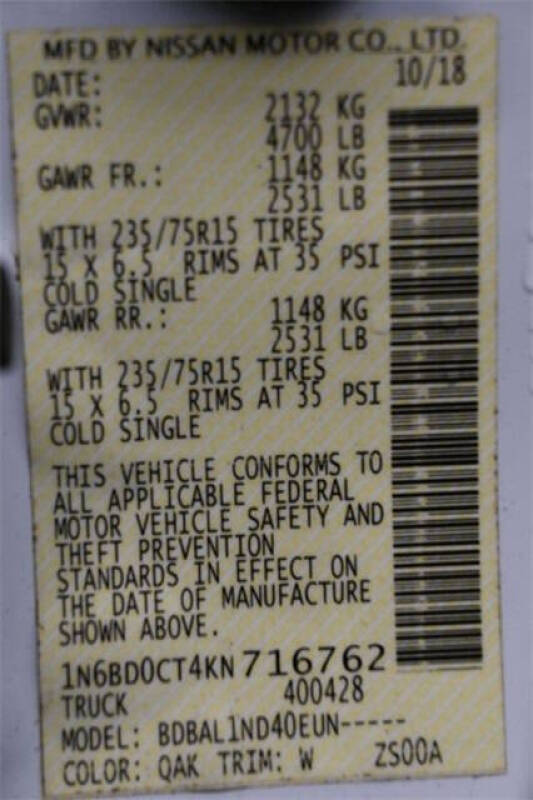 MFD BY NISSAN MOTOR CO., LTD.
DATE: 10/18
GVWR: 2132 KG
4700 LB
GAWR FR.: 1148 KG
2531 LB
WITH 235/75R15 TIRES
15 X 6.5 RIMS AT 35 PSI
COLD SINGLE
GAWR RR.: 1148 KG
2531 LB
WITH 235/75R15 TIRES
15 X 6.5 RIMS AT 35 PSI
COLD SINGLE
THIS VEHICLE CONFORMS TO
ALL APPLICABLE FEDERAL
MOTOR VEHICLE SAFETY AND
THEFT PREVENTION
STANDARDS IN EFFECT ON
THE DATE OF MANUFACTURE
SHOWN ABOVE.
1N6BD0CT4KN716762
TRUCK 400428
MODEL: BDBAL1ND40EUN-----
COLOR: QAK TRIM: W ZS00A